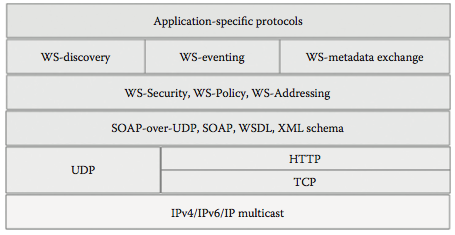 Application-specific protocols
WS-discovery
WS-eventing
WS-metadata exchange
WS-Security, WS-Policy, WS-Addressing
SOAP-over-UDP, SOAP, WSDL, XML schema
UDP
HTTP
TCP
IPv4/IPv6/IP multicast